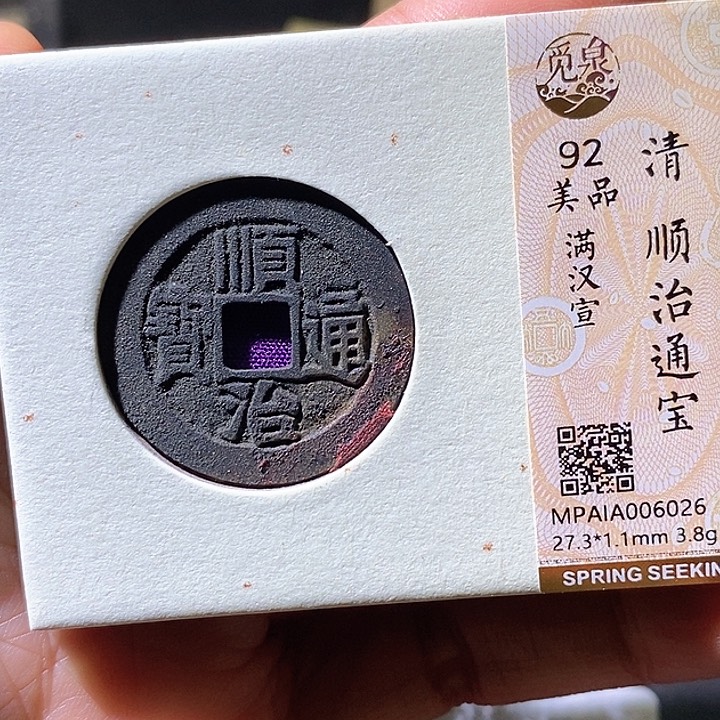 順治通寳
觅泉
92
美品
满汉宣
清 顺治通宝
MPAIA006026
27.3*1.1mm 3.8g
SPRING SEEKIN